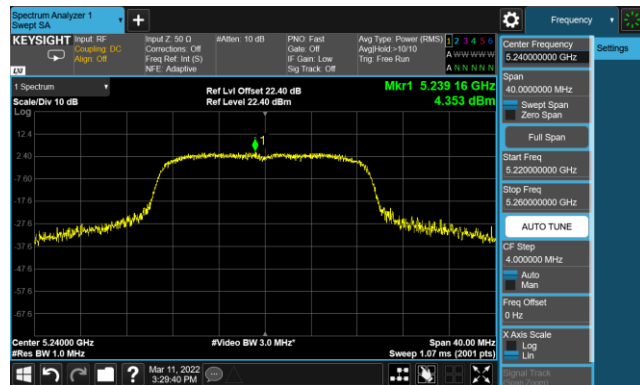 Spectrum Analyzer 1
Swept SA
+
Frequency
KEYSIGHT
Input: RF
Coupling: DC
Align: Off
Input Z: 50 Ω
Corrections: Off
Freq Ref: Int (S)
NFE: Adaptive
#Atten: 10 dB
PNO: Fast
Gate: Off
IF Gain: Low
Sig Track: Off
Avg Type: Power (RMS)
Avg|Hold:>10/10
Trig: Free Run
1 2 3 4 5 6
A W W W W W
A N N N N N
LXI
1 Spectrum
Scale/Div 10 dB
Log
Ref Lvl Offset 22.40 dB
Ref Level 22.40 dBm
Mkr1 5.239 16 GHz
4.353 dBm
1
12.4
2.40
-7.60
-17.6
-27.6
-37.6
-47.6
-57.6
-67.6
Center 5.24000 GHz
#Res BW 1.0 MHz
#Video BW 3.0 MHz*
Span 40.00 MHz
Sweep 1.07 ms (2001 pts)
Center Frequency
5.240000000 GHz
Settings
Span
40.0000000 MHz
Swept Span
Zero Span
Full Span
Start Freq
5.220000000 GHz
Stop Freq
5.260000000 GHz
AUTO TUNE
CF Step
4.000000 MHz
Auto
Man
Freq Offset
0 Hz
X Axis Scale
Log
Lin
Signal Track
(Span Zoom)
?
Mar 11, 2022
3:29:40 PM